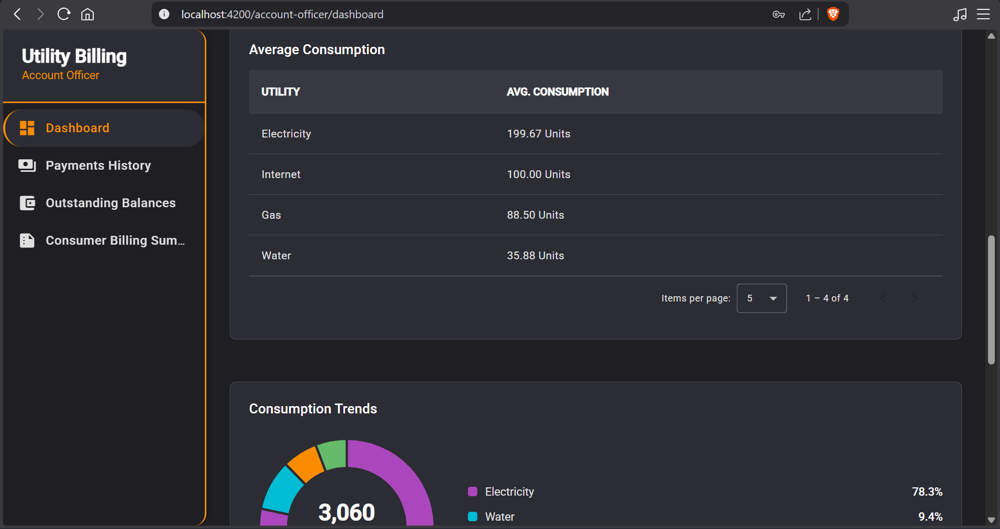 localhost:4200/account-officer/dashboard
Utility Billing
Account Officer
Dashboard
Payments History
Outstanding Balances
Consumer Billing Sum...
Average Consumption
UTILITY AVG. CONSUMPTION
Electricity 199.67 Units
Internet 100.00 Units
Gas 88.50 Units
Water 35.88 Units
Items per page: 5 1 – 4 of 4
Consumption Trends
3,060
Electricity 78.3%
Water 9.4%